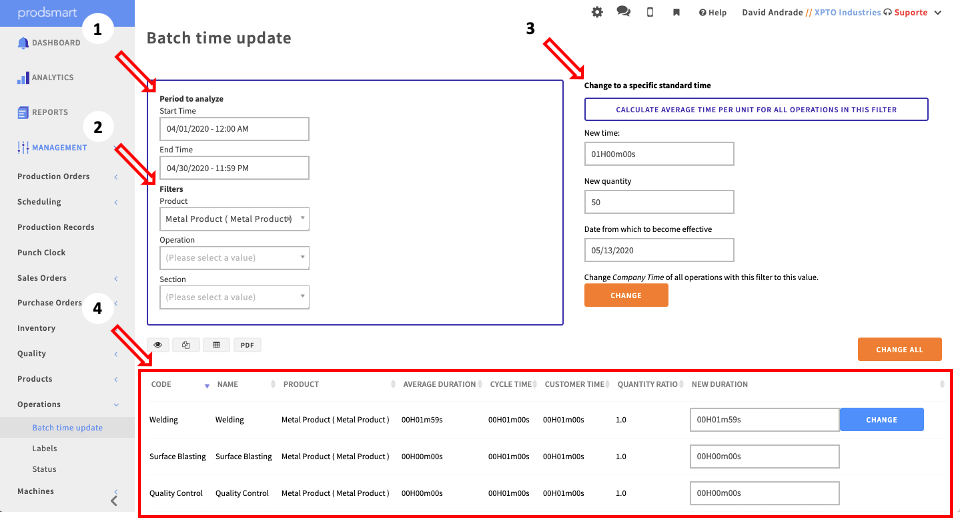 prodsmart
Help
David Andrade // XPTO Industries Suporte
1
DASHBOARD
Batch time update
3
ANALYTICS
REPORTS
2
MANAGEMENT
Production Orders
Scheduling
Production Records
Punch Clock
Sales Orders
Purchase Orders
4
Inventory
Quality
Products
Operations
Batch time update
Labels
Status
Machines
Period to analyze
Start Time
04/01/2020 - 12:00 AM
End Time
04/30/2020 - 11:59 PM
Filters
Product
Metal Product ( Metal Product )
Operation
(Please select a value)
Section
(Please select a value)
Change to a specific standard time
CALCULATE AVERAGE TIME PER UNIT FOR ALL OPERATIONS IN THIS FILTER
New time:
01H00m00s
New quantity
50
Date from which to become effective
05/13/2020
Change Company Time of all operations with this filter to this value.
CHANGE
PDF
CHANGE ALL
CODE NAME PRODUCT AVERAGE DURATION CYCLE TIME CUSTOMER TIME QUANTITY RATIO NEW DURATION
Welding Welding Metal Product ( Metal Product ) 00H01m59s 00H01m00s 00H01m00s 1.0 00H01m59s CHANGE
Surface Blasting Surface Blasting Metal Product ( Metal Product ) 00H00m00s 00H01m00s 00H01m00s 1.0 00H00m00s
Quality Control Quality Control Metal Product ( Metal Product ) 00H00m00s 00H01m00s 00H01m00s 1.0 00H00m00s